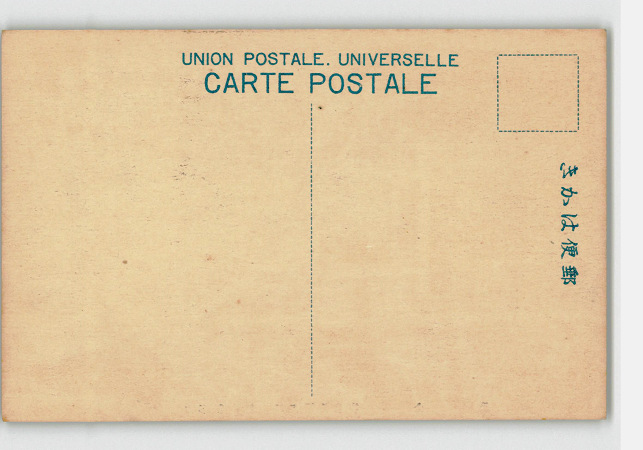 UNION POSTALE. UNIVERSELLE
CARTE POSTALE
郵便はかき